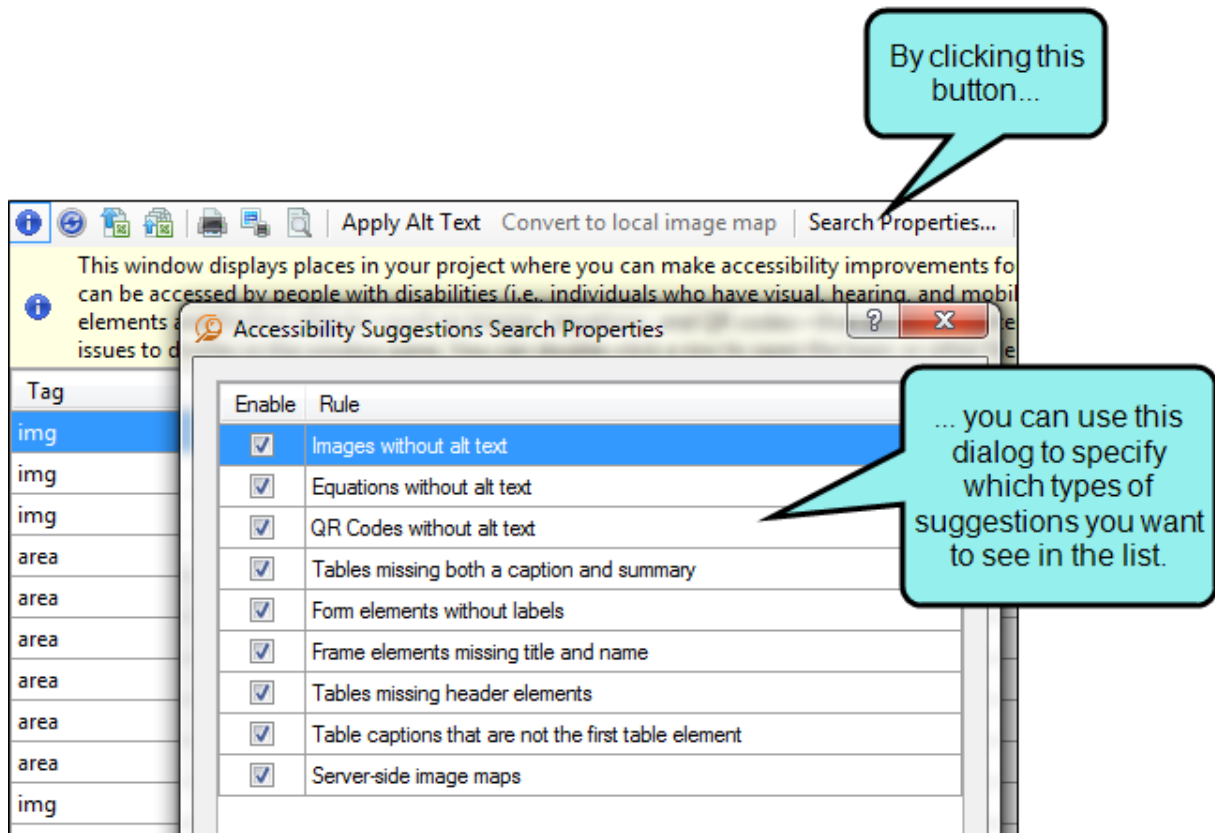 By clicking this
button...
Apply Alt Text Convert to local image map Search Properties...
This window displays places in your project where you can make accessibility improvements fo
can be accessed by people with disabilities (i.e., individuals who have visual, hearing, and mobil
elements
issues to d
Accessibility Suggestions Search Properties
Tag
img
img
img
area
area
area
area
area
area
img
Enable Rule
Images without alt text
Equations without alt text
QR Codes without alt text
Tables missing both a caption and summary
Form elements without labels
Frame elements missing title and name
Tables missing header elements
Table captions that are not the first table element
Server-side image maps
... you can use this
dialog to specify
which types of
suggestions you want
to see in the list.